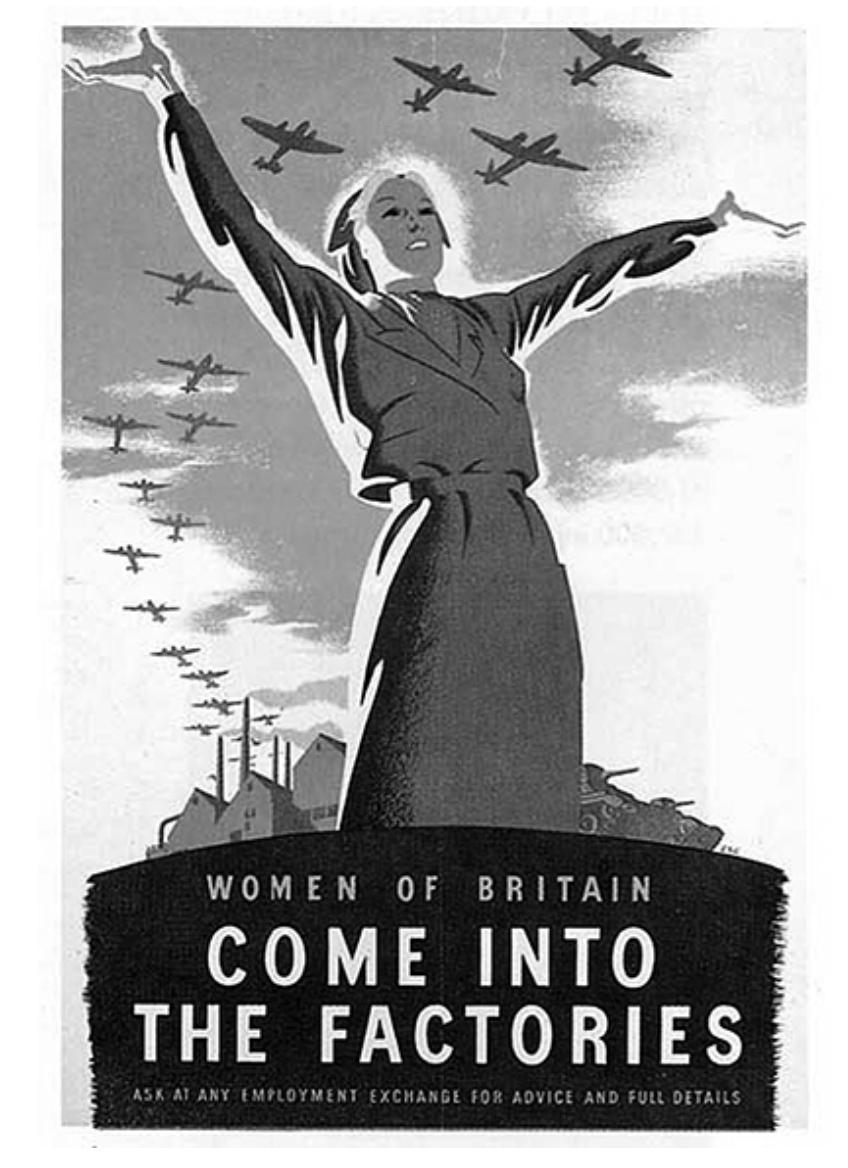 WOMEN OF BRITAIN
COME INTO
THE FACTORIES
ASK AT ANY EMPLOYMENT EXCHANGE FOR ADVICE AND FULL DETAILS